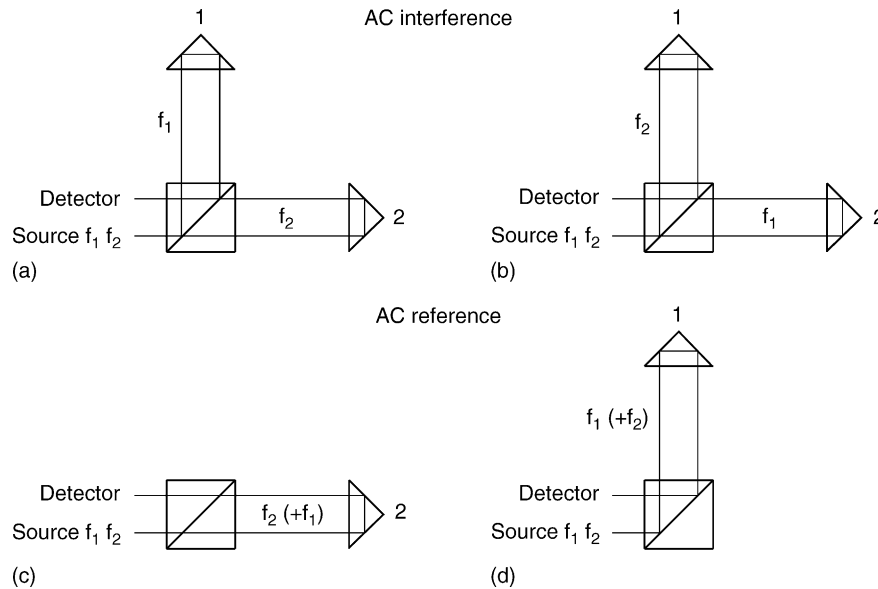 AC interference
1
f₁
Detector
Source f₁ f₂
f₂
2
(a)
1
f₂
Detector
Source f₁ f₂
f₁
2
(b)
AC reference
Detector
Source f₁ f₂
f₂ (+f₁)
2
(c)
1
f₁ (+f₂)
Detector
Source f₁ f₂
(d)